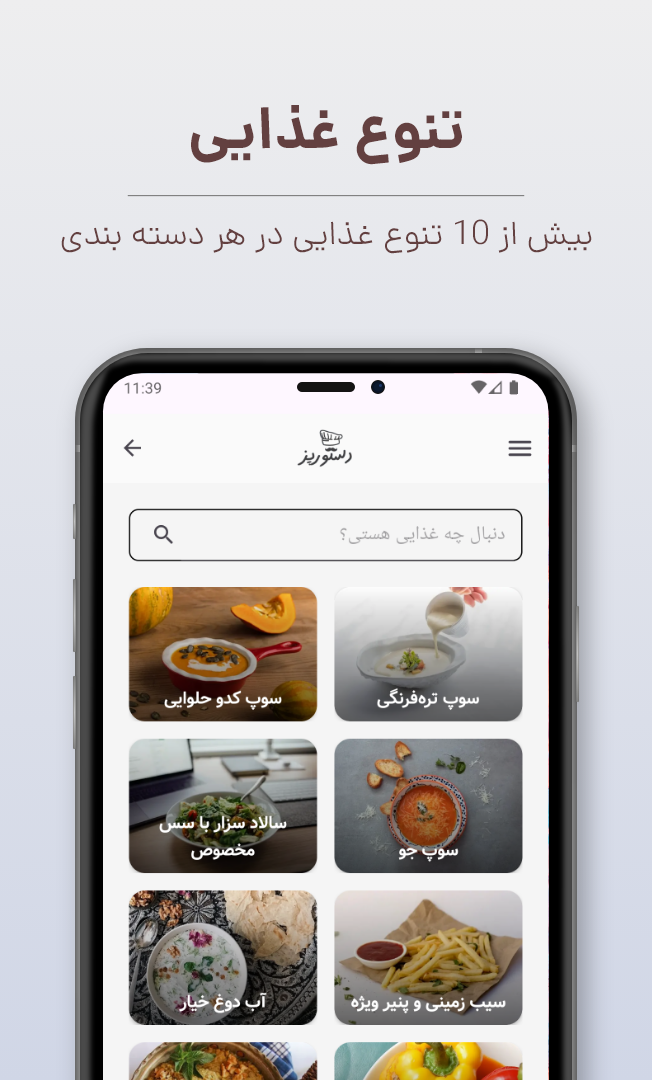 تنوع غذایی
بیش از 10 تنوع غذایی در هر دسته بندی
11:39
دستوریز
دنبال چه غذایی هستی؟
سوپ تره‌فرنگی
سوپ کدو حلوایی
سوپ جو
سالاد سزار با سس
مخصوص
سیب زمینی و پنیر ویژه
آب دوغ خیار